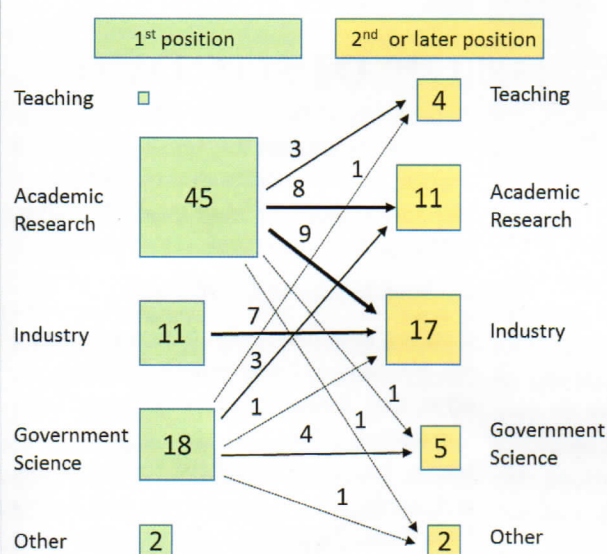 1st position
2nd or later position
Teaching
4
Teaching
3
1
Academic
Research
45
8
11
Academic
Research
9
Industry
11
7
17
Industry
3
1
1
1
Government
Science
18
4
5
Government
Science
1
Other
2
2
Other